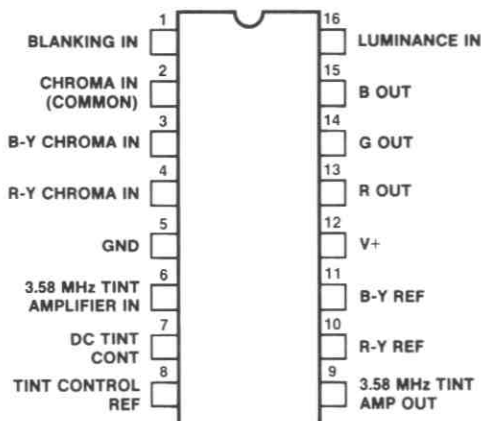 1
BLANKING IN
2
CHROMA IN
(COMMON)
3
B-Y CHROMA IN
4
R-Y CHROMA IN
5
GND
6
3.58 MHz TINT
AMPLIFIER IN
7
DC TINT
CONT
8
TINT CONTROL
REF
16
LUMINANCE IN
15
B OUT
14
G OUT
13
R OUT
12
V+
11
B-Y REF
10
R-Y REF
9
3.58 MHz TINT
AMP OUT